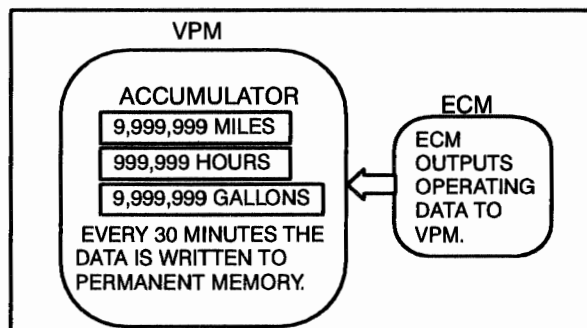 VPM
ACCUMULATOR
9,999,999 MILES
999,999 HOURS
9,999,999 GALLONS
EVERY 30 MINUTES THE
DATA IS WRITTEN TO
PERMANENT MEMORY.
ECM
ECM
OUTPUTS
OPERATING
DATA TO
VPM.